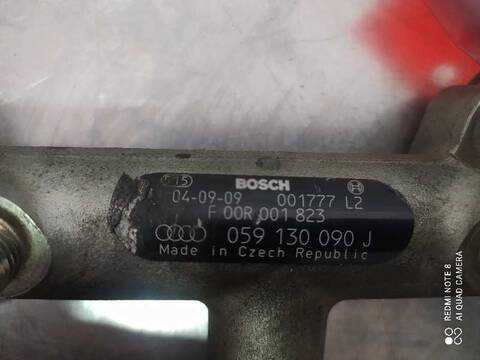 15 BOSCH
04-09-09 001777 L2
F 00R 001 823
059 130 090 J
Made in Czech Republic
REDMI NOTE 8
AI QUAD CAMERA